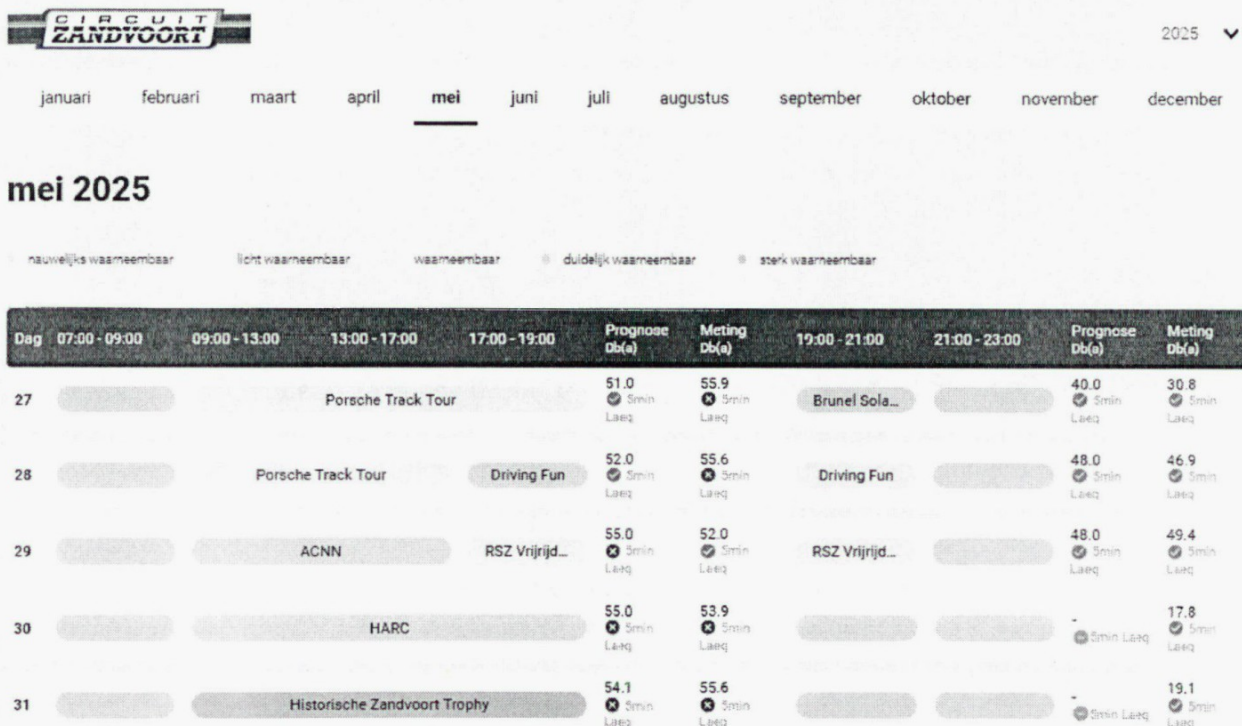 CIRCUIT
ZANDVOORT
2025
januari februari maart april mei juni juli augustus september oktober november december
mei 2025
nauwelijks waarneembaar licht waarneembaar waarneembaar duidelijk waarneembaar sterk waarneembaar
Dag 07:00 - 09:00 09:00 - 13:00 13:00 - 17:00 17:00 - 19:00 Prognose Db(a) Meting Db(a) 19:00 - 21:00 21:00 - 23:00 Prognose Db(a) Meting Db(a)
27 Porsche Track Tour 51.0 5min Laeq 55.9 5min Laeq Brunel Sola... 40.0 5min Laeq 30.8 5min Laeq
28 Porsche Track Tour Driving Fun 52.0 5min Laeq 55.6 5min Laeq Driving Fun 48.0 5min Laeq 46.9 5min Laeq
29 ACNN RSZ Vrijrijd... 55.0 5min Laeq 52.0 5min Laeq RSZ Vrijrijd... 48.0 5min Laeq 49.4 5min Laeq
30 HARC 55.0 5min Laeq 53.9 5min Laeq - 5min Laeq 17.8 5min Laeq
31 Historische Zandvoort Trophy 54.1 5min Laeq 55.6 5min Laeq - 5min Laeq 19.1 5min Laeq